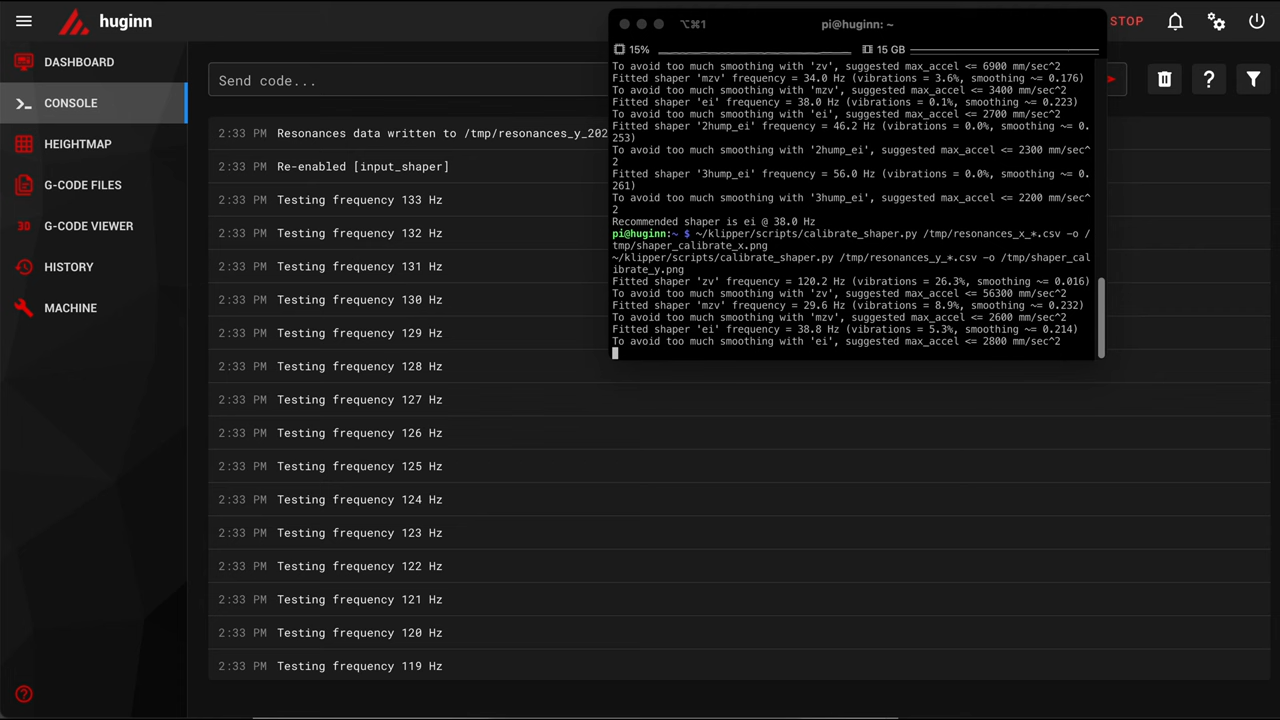 huginn
STOP
DASHBOARD
CONSOLE
HEIGHTMAP
G-CODE FILES
3D G-CODE VIEWER
HISTORY
MACHINE
Send code...
2:33 PM Resonances data written to /tmp/resonances_y_202
2:33 PM Re-enabled [input_shaper]
2:33 PM Testing frequency 133 Hz
2:33 PM Testing frequency 132 Hz
2:33 PM Testing frequency 131 Hz
2:33 PM Testing frequency 130 Hz
2:33 PM Testing frequency 129 Hz
2:33 PM Testing frequency 128 Hz
2:33 PM Testing frequency 127 Hz
2:33 PM Testing frequency 126 Hz
2:33 PM Testing frequency 125 Hz
2:33 PM Testing frequency 124 Hz
2:33 PM Testing frequency 123 Hz
2:33 PM Testing frequency 122 Hz
2:33 PM Testing frequency 121 Hz
2:33 PM Testing frequency 120 Hz
2:33 PM Testing frequency 119 Hz
⌥⌘1 pi@huginn: ~
15% 15 GB
To avoid too much smoothing with 'zv', suggested max_accel <= 6900 mm/sec^2
Fitted shaper 'mzv' frequency = 34.0 Hz (vibrations = 3.6%, smoothing ~= 0.176)
To avoid too much smoothing with 'mzv', suggested max_accel <= 3400 mm/sec^2
Fitted shaper 'ei' frequency = 38.0 Hz (vibrations = 0.1%, smoothing ~= 0.223)
To avoid too much smoothing with 'ei', suggested max_accel <= 2700 mm/sec^2
Fitted shaper '2hump_ei' frequency = 46.2 Hz (vibrations = 0.0%, smoothing ~= 0.
253)
To avoid too much smoothing with '2hump_ei', suggested max_accel <= 2300 mm/sec^
2
Fitted shaper '3hump_ei' frequency = 56.0 Hz (vibrations = 0.0%, smoothing ~= 0.
261)
To avoid too much smoothing with '3hump_ei', suggested max_accel <= 2200 mm/sec^
2
Recommended shaper is ei @ 38.0 Hz
pi@huginn:~ $ ~/klipper/scripts/calibrate_shaper.py /tmp/resonances_x_*.csv -o /
tmp/shaper_calibrate_x.png
~/klipper/scripts/calibrate_shaper.py /tmp/resonances_y_*.csv -o /tmp/shaper_cal
ibrate_y.png
Fitted shaper 'zv' frequency = 120.2 Hz (vibrations = 26.3%, smoothing ~= 0.016)
To avoid too much smoothing with 'zv', suggested max_accel <= 56300 mm/sec^2
Fitted shaper 'mzv' frequency = 29.6 Hz (vibrations = 8.9%, smoothing ~= 0.232)
To avoid too much smoothing with 'mzv', suggested max_accel <= 2600 mm/sec^2
Fitted shaper 'ei' frequency = 38.8 Hz (vibrations = 5.3%, smoothing ~= 0.214)
To avoid too much smoothing with 'ei', suggested max_accel <= 2800 mm/sec^2